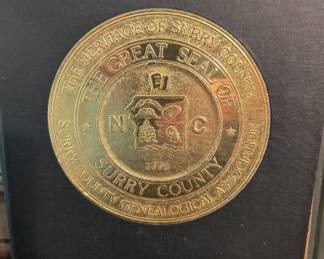 THE HERITAGE OF SURRY COUNTY
THE GREAT SEAL OF
N C
1771
SURRY COUNTY
SURRY COUNTY GENEALOGICAL ASSOCIATION